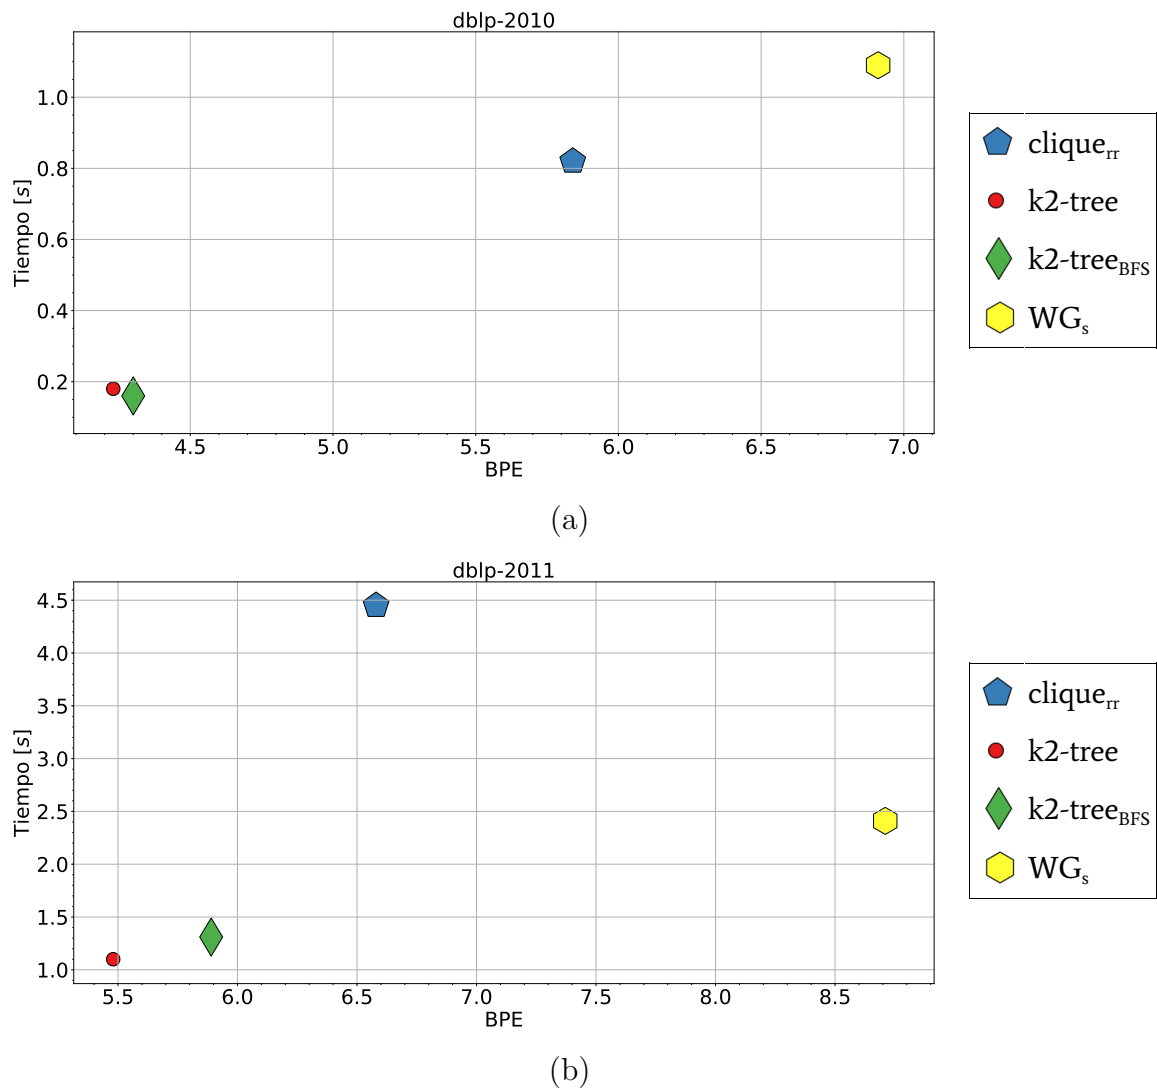 dblp-2010
1.0
0.8
0.6
0.4
0.2
Tiempo [s]
4.5 5.0 5.5 6.0 6.5 7.0
BPE
cliquerr
k2-tree
k2-treeBFS
WGs
(a)
dblp-2011
4.5
4.0
3.5
3.0
2.5
2.0
1.5
1.0
Tiempo [s]
5.5 6.0 6.5 7.0 7.5 8.0 8.5
BPE
cliquerr
k2-tree
k2-treeBFS
WGs
(b)